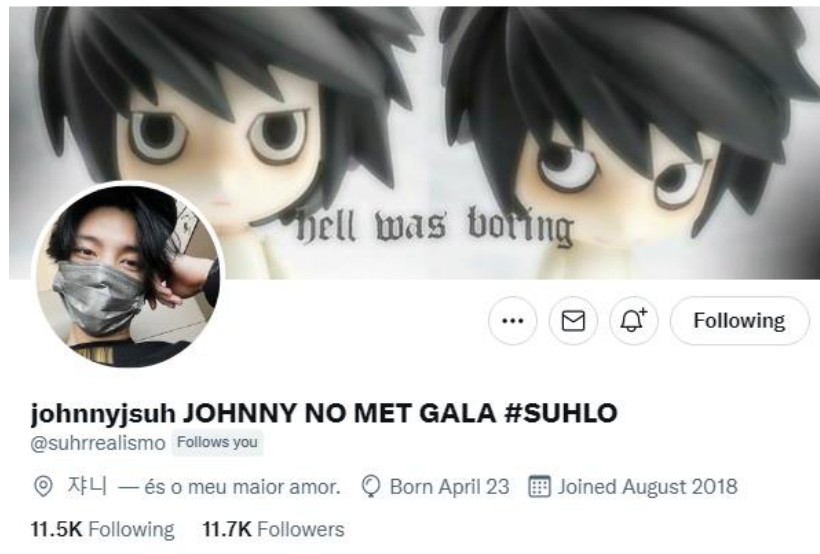 hell was boring
Following
johnnyjsuh JOHNNY NO MET GALA #SUHLO
@suhrrealismo Follows you
쟈니 — és o meu maior amor. Born April 23 Joined August 2018
11.5K Following 11.7K Followers